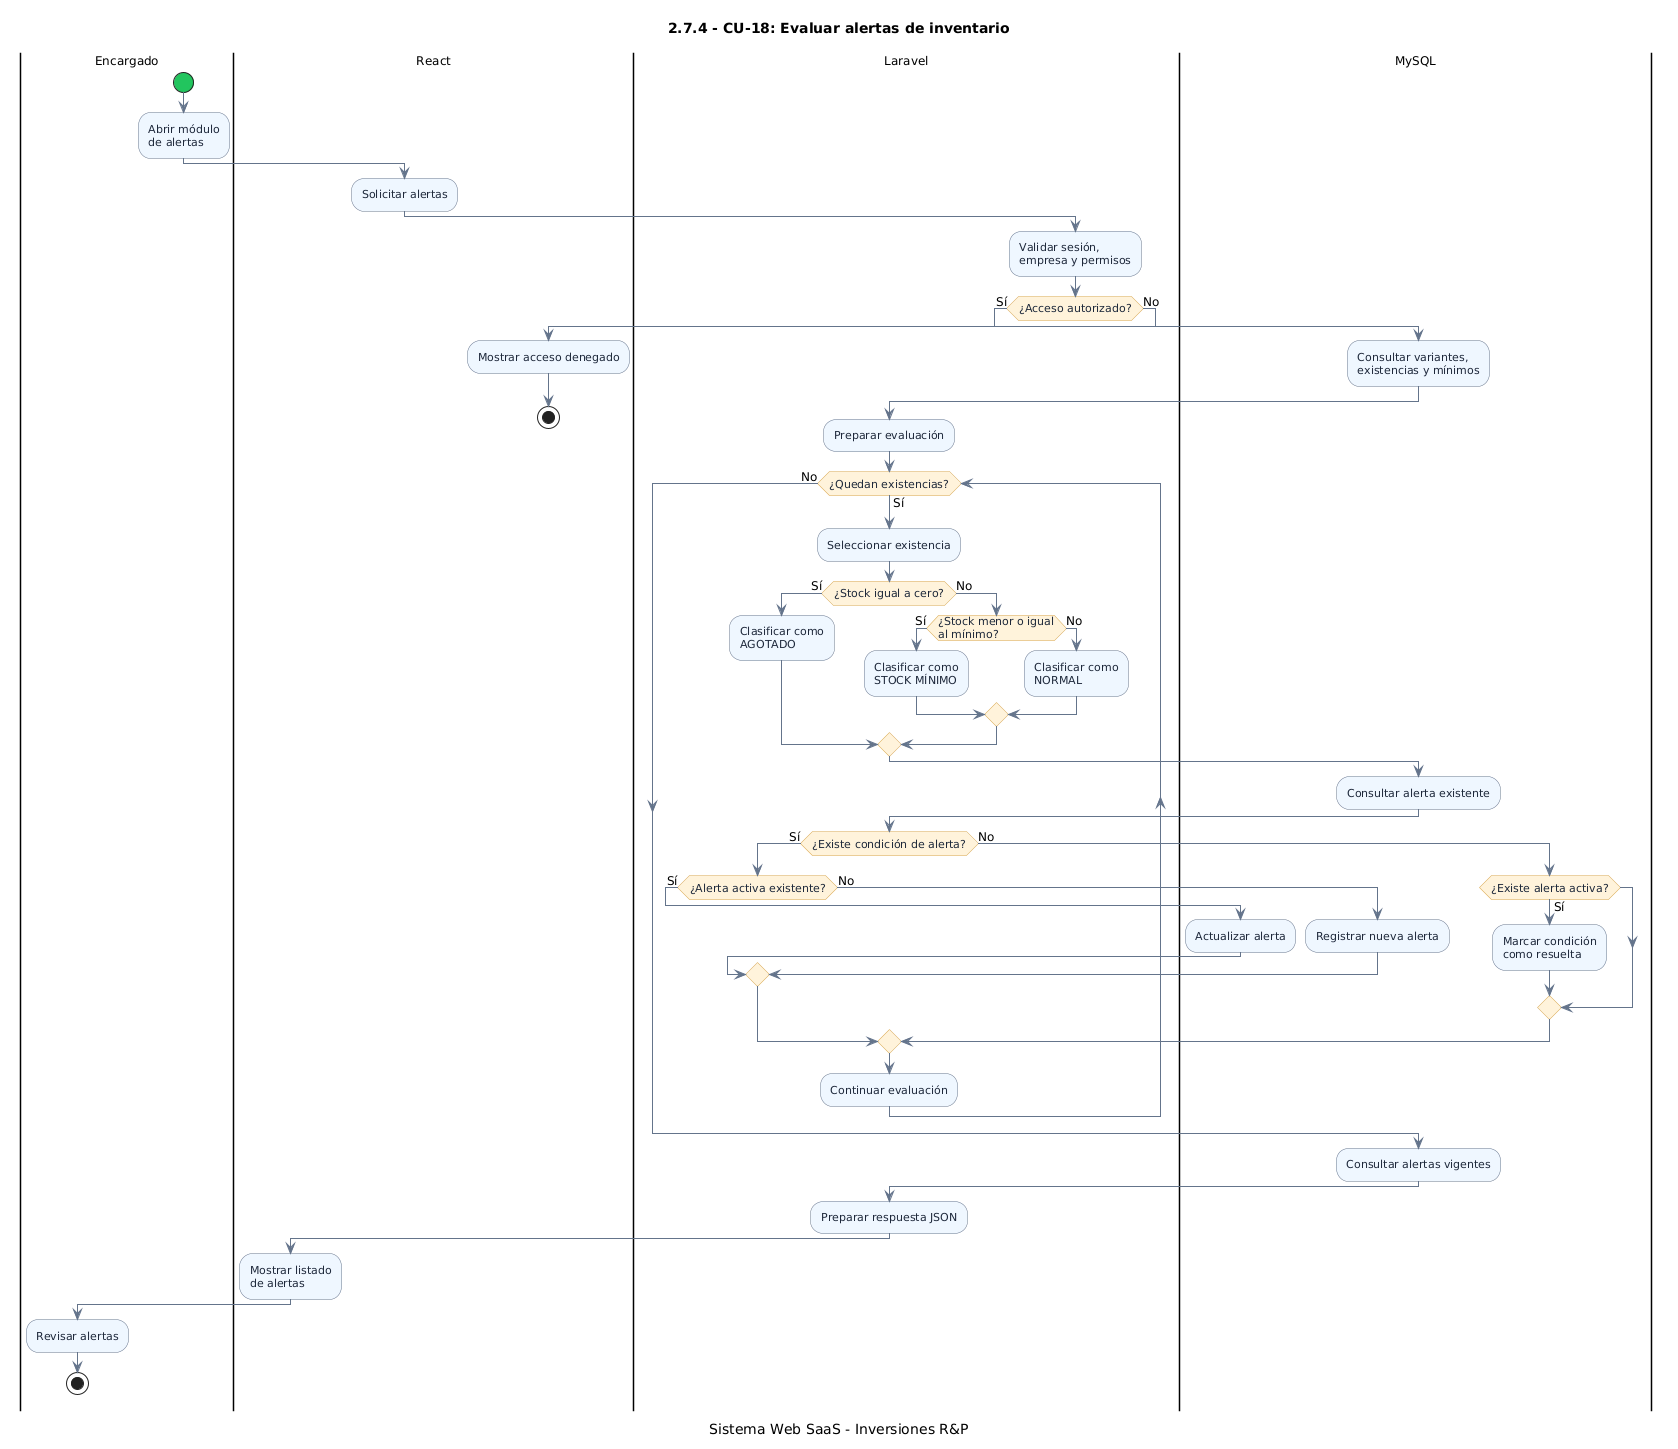 2.7.4 - CU-18: Evaluar alertas de inventario
Encargado
React
Laravel
MySQL
Abrir módulo
de alertas
Solicitar alertas
Validar sesión,
empresa y permisos
Sí
¿Acceso autorizado?
No
Mostrar acceso denegado
Consultar variantes,
existencias y mínimos
Preparar evaluación
No
¿Quedan existencias?
Sí
Seleccionar existencia
Sí
¿Stock igual a cero?
No
Clasificar como
AGOTADO
Sí
¿Stock menor o igual
al mínimo?
No
Clasificar como
STOCK MÍNIMO
Clasificar como
NORMAL
Consultar alerta existente
Sí
¿Existe condición de alerta?
No
Sí
¿Alerta activa existente?
No
¿Existe alerta activa?
Sí
Actualizar alerta
Registrar nueva alerta
Marcar condición
como resuelta
Continuar evaluación
Consultar alertas vigentes
Preparar respuesta JSON
Mostrar listado
de alertas
Revisar alertas
Sistema Web SaaS - Inversiones R&P